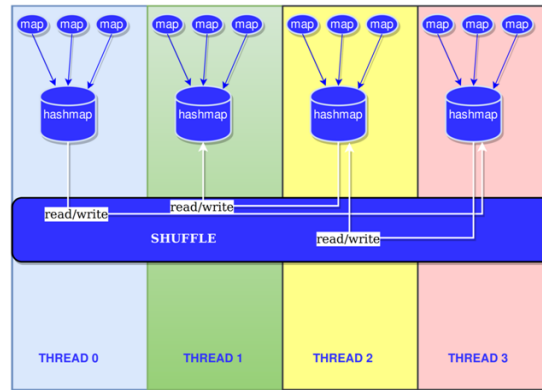 map map map map map map map map map map map map
hashmap hashmap hashmap hashmap
read/write
read/write
read/write
SHUFFLE
THREAD 0 THREAD 1 THREAD 2 THREAD 3